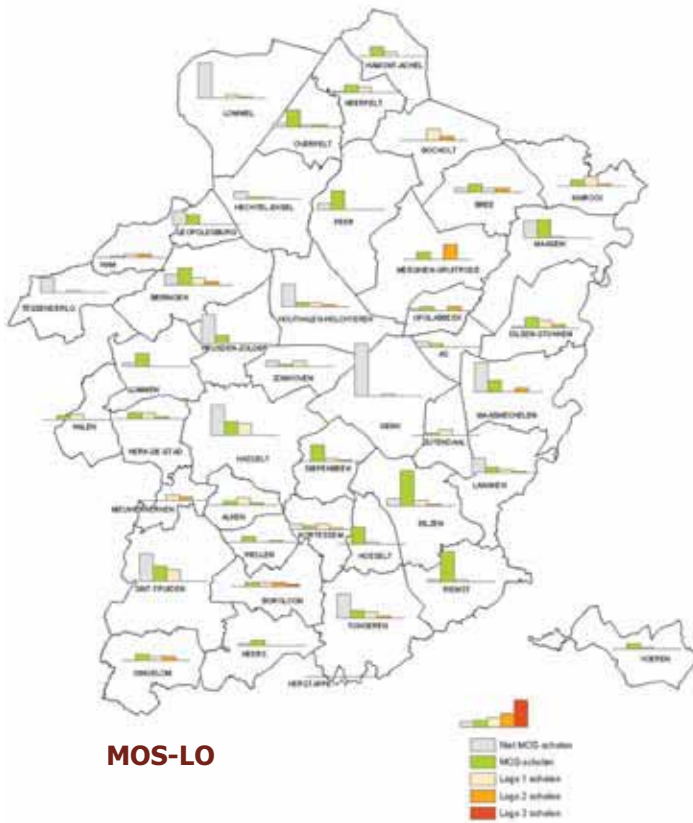 HAMONT-ACHEL
NEERPELT
LOMMEL
OVERPELT
BOCHOLT
HECHTEL-EKSEL
PEER
BREE
KINROOI
LEOPOLDSBURG
MAASEIK
HAM
MEEUWEN-GRUITRODE
TESSENDERLO
BERINGEN
HOUTHALEN-HELCHTEREN
OPGLABBEEK
DILSEN-STOKKEM
HEUSDEN-ZOLDER
AS
ZONHOVEN
LUMMEN
GENK
MAASMECHELEN
HALEN
HERK-DE-STAD
HASSELT
ZUTENDAAL
DIEPENBEEK
LANAKEN
NIEUWERKERKEN
ALKEN
BILZEN
KORTESSEM
WELLEN
HOESELT
SINT-TRUIDEN
RIEMST
BORGLOON
TONGEREN
HEERS
VOEREN
GINGELOM
HERSTAPPE
MOS-LO
Niet MOS-scholen
MOS-scholen
Logo 1 scholen
Logo 2 scholen
Logo 3 scholen